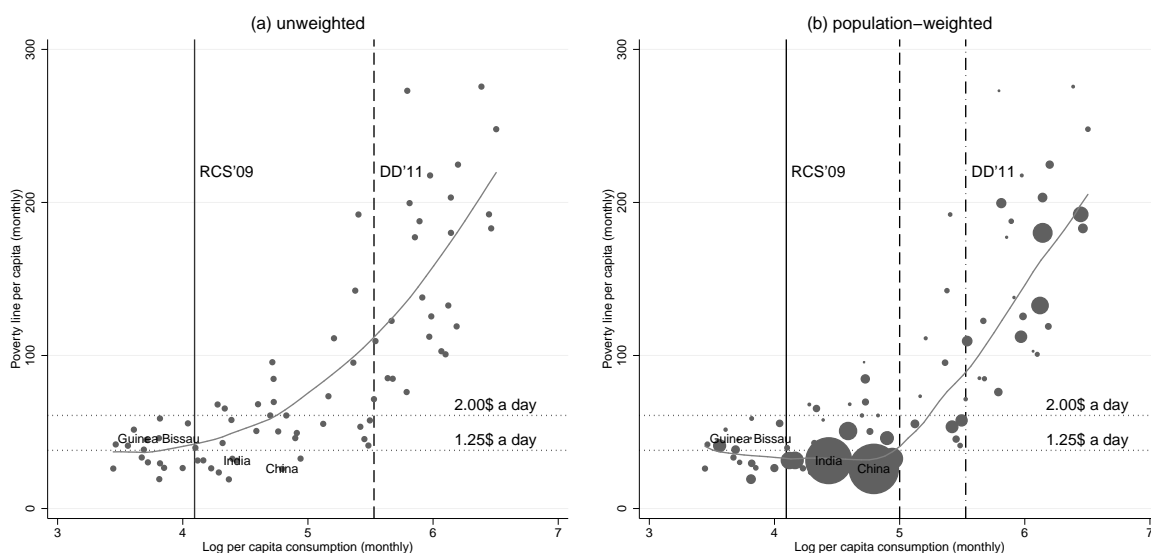 (a) unweighted
Poverty line per capita (monthly)
300
200
100
0
RCS'09
DD'11
2.00$ a day
1.25$ a day
Guinea Bissau
India
China
3 4 5 6 7
Log per capita consumption (monthly)
(b) population−weighted
Poverty line per capita (monthly)
300
200
100
0
RCS'09
DD'11
2.00$ a day
1.25$ a day
Guinea Bissau
India
China
3 4 5 6 7
Log per capita consumption (monthly)